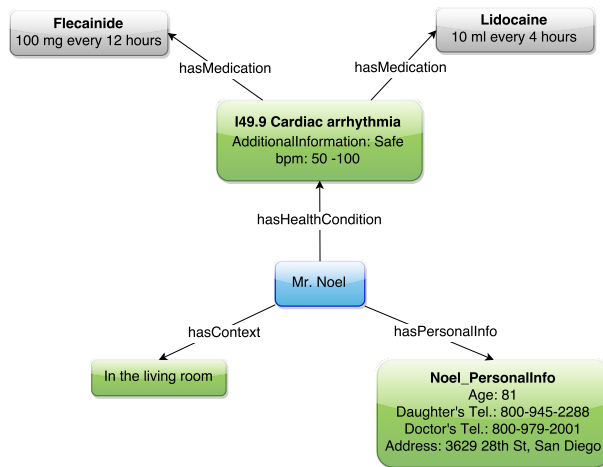 Flecainide
100 mg every 12 hours
Lidocaine
10 ml every 4 hours
hasMedication
hasMedication
I49.9 Cardiac arrhythmia
AdditionalInformation: Safe
bpm: 50 -100
hasHealthCondition
Mr. Noel
hasContext
hasPersonalInfo
In the living room
Noel_PersonalInfo
Age: 81
Daughter's Tel.: 800-945-2288
Doctor's Tel.: 800-979-2001
Address: 3629 28th St, San Diego